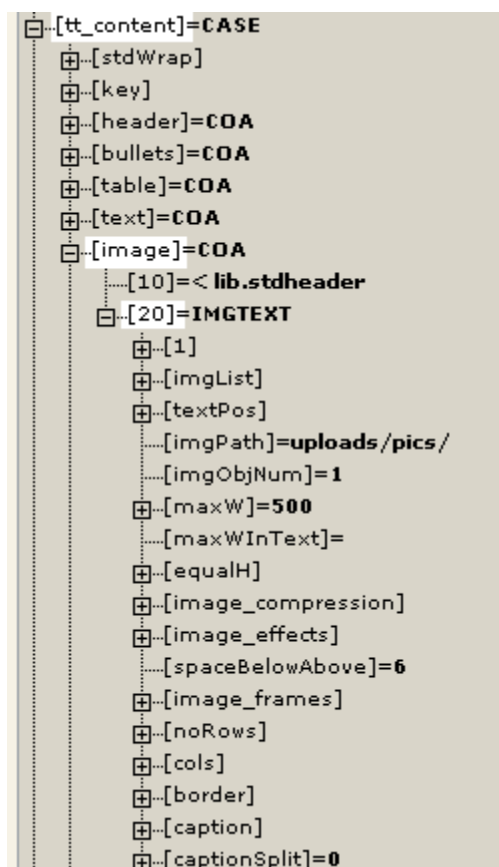 [tt_content]=CASE
[stdWrap]
[key]
[header]=COA
[bullets]=COA
[table]=COA
[text]=COA
[image]=COA
[10]=< lib.stdheader
[20]=IMGTEXT
[1]
[imgList]
[textPos]
[imgPath]=uploads/pics/
[imgObjNum]=1
[maxW]=500
[maxWInText]=
[equalH]
[image_compression]
[image_effects]
[spaceBelowAbove]=6
[image_frames]
[noRows]
[cols]
[border]
[caption]
[captionSplit]=0